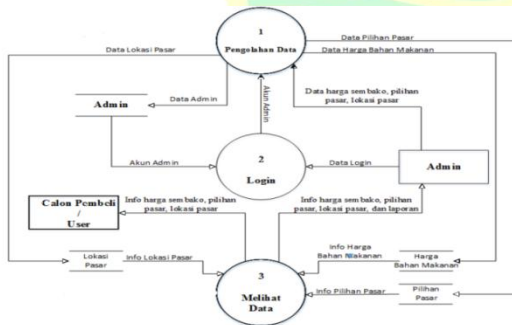 1
Pengolahan Data
Data Pilihan Pasar
Data Harga Bahan Makanan
Data Lokasi Pasar
Admin
Data Admin
Akun Admin
Data harga sembako, pilihan
pasar, lokasi pasar
Akun Admin
2
Login
Data Login
Admin
Calon Pembeli
/
User
Info harga sembako, pilihan
pasar, lokasi pasar
Info harga sembako, pilihan
pasar, lokasi pasar, dan laporan
Lokasi
Pasar
Info Lokasi Pasar
3
Melihat
Data
Info Harga
Bahan Makanan
Harga
Bahan Makanan
Info Pilihan Pasar
Pilihan
Pasar